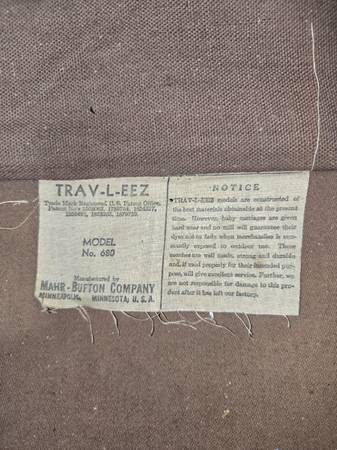 TRAV-L-EEZ
Trade Mark Registered U.S. Patent Office,
MODEL
No. 680
Manufactured by
MAHR-BUFTON COMPANY
MINNEAPOLIS, MINNESOTA, U. S. A.
NOTICE
TRAV-L-EEZ models are constructed of
the best materials obtainable at the present
time. However, baby carriages are given
hard wear and no mill will guarantee their
dyes not to fade when merchandise is con-
stantly exposed to outdoor use. These
are well made, strong and durable
and, if used properly for their intended pur-
pose, will give excellent service. Further, we
are not responsible for damage to this pro-
duct after it has left our factory.